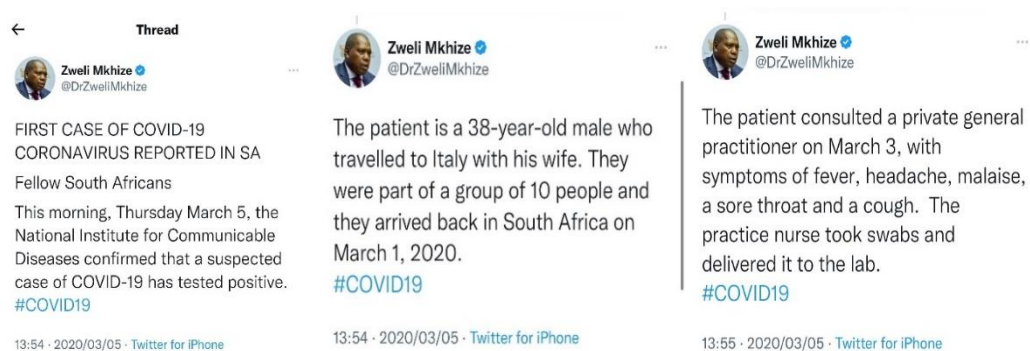 Thread
Zweli Mkhize
@DrZweliMkhize
FIRST CASE OF COVID-19
CORONAVIRUS REPORTED IN SA
Fellow South Africans
This morning, Thursday March 5, the
National Institute for Communicable
Diseases confirmed that a suspected
case of COVID-19 has tested positive.
#COVID19
13:54 · 2020/03/05 · Twitter for iPhone
Zweli Mkhize
@DrZweliMkhize
The patient is a 38-year-old male who
travelled to Italy with his wife. They
were part of a group of 10 people and
they arrived back in South Africa on
March 1, 2020.
#COVID19
13:54 · 2020/03/05 · Twitter for iPhone
Zweli Mkhize
@DrZweliMkhize
The patient consulted a private general
practitioner on March 3, with
symptoms of fever, headache, malaise,
a sore throat and a cough.  The
practice nurse took swabs and
delivered it to the lab.
#COVID19
13:55 · 2020/03/05 · Twitter for iPhone